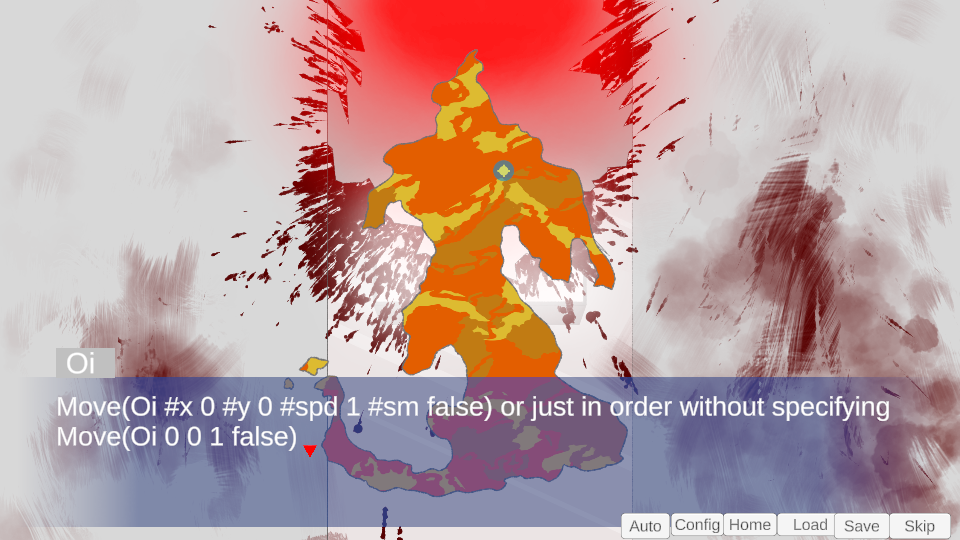 Oi
Move(Oi #x 0 #y 0 #spd 1 #sm false) or just in order without specifying
Move(Oi 0 0 1 false)
Auto Config Home Load Save Skip